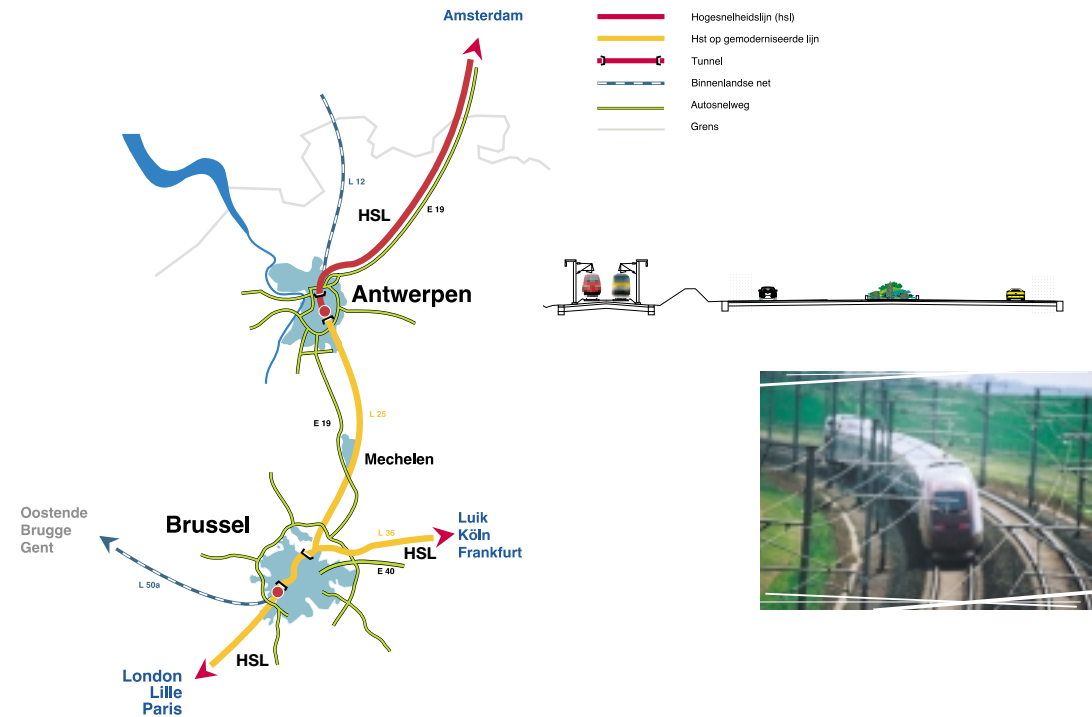 Amsterdam
Hogesnelheidslijn (hsl)
Hst op gemoderniseerde lijn
Tunnel
Binnenlandse net
Autosnelweg
Grens
L 12
HSL
E 19
Antwerpen
L 25
E 19
Mechelen
Oostende
Brugge
Gent
Brussel
L 36
HSL
Luik
Köln
Frankfurt
E 40
L 50a
HSL
London
Lille
Paris